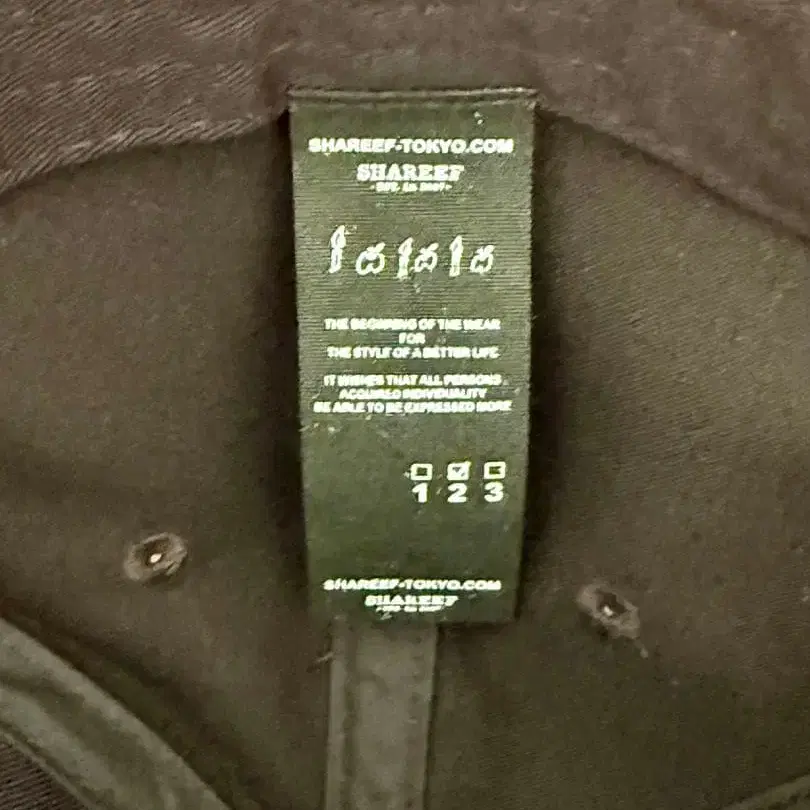 SHAREEF-TOKYO.COM
SHAREEF
THE BEGINNING OF THE WEAR
FOR
THE STYLE OF A BETTER LIFE
IT WISHES THAT ALL PERSONS
ACQUIRED INDIVIDUALITY
BE ABLE TO BE EXPRESSED MORE
1 2 3
SHAREEF-TOKYO.COM
SHAREEF